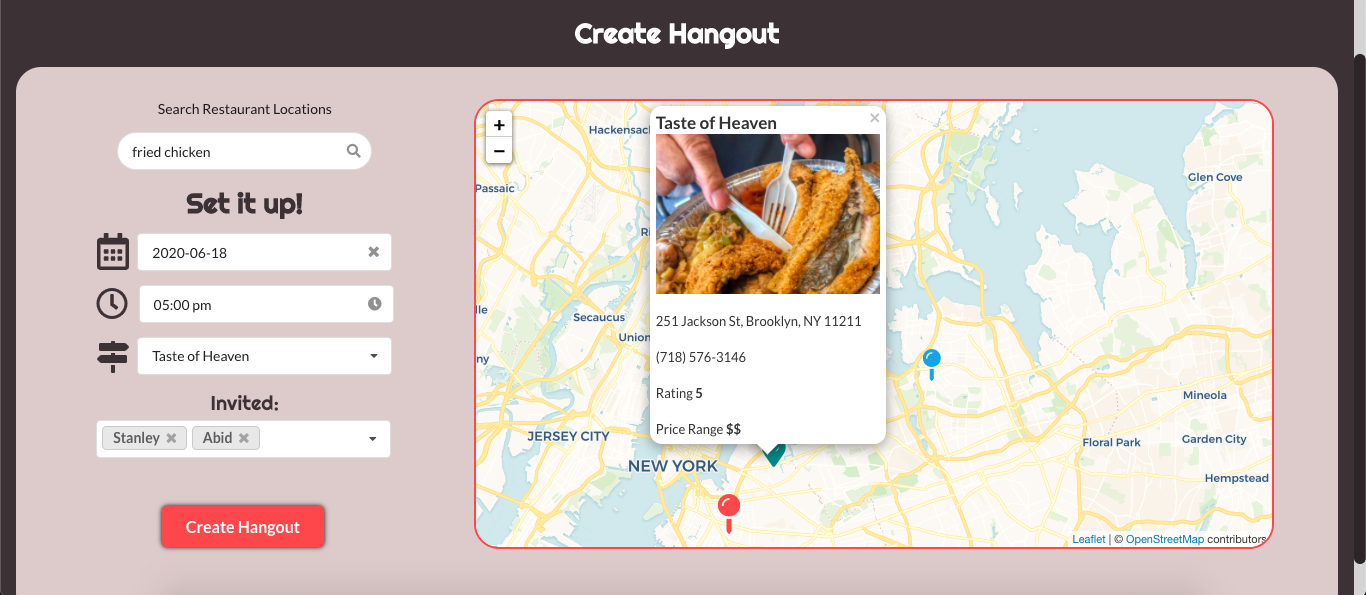 Create Hangout
Search Restaurant Locations
fried chicken
Set it up!
2020-06-18
05:00 pm
Taste of Heaven
Invited:
Stanley Abid
Create Hangout
+
−
Taste of Heaven
×
251 Jackson St, Brooklyn, NY 11211
(718) 576-3146
Rating 5
Price Range $$
Hackensac
Passaic
Glen Cove
Secaucus
Union
ny
Mineola
JERSEY CITY
Floral Park
Garden City
NEW YORK
Hempstead
Leaflet | © OpenStreetMap contributors